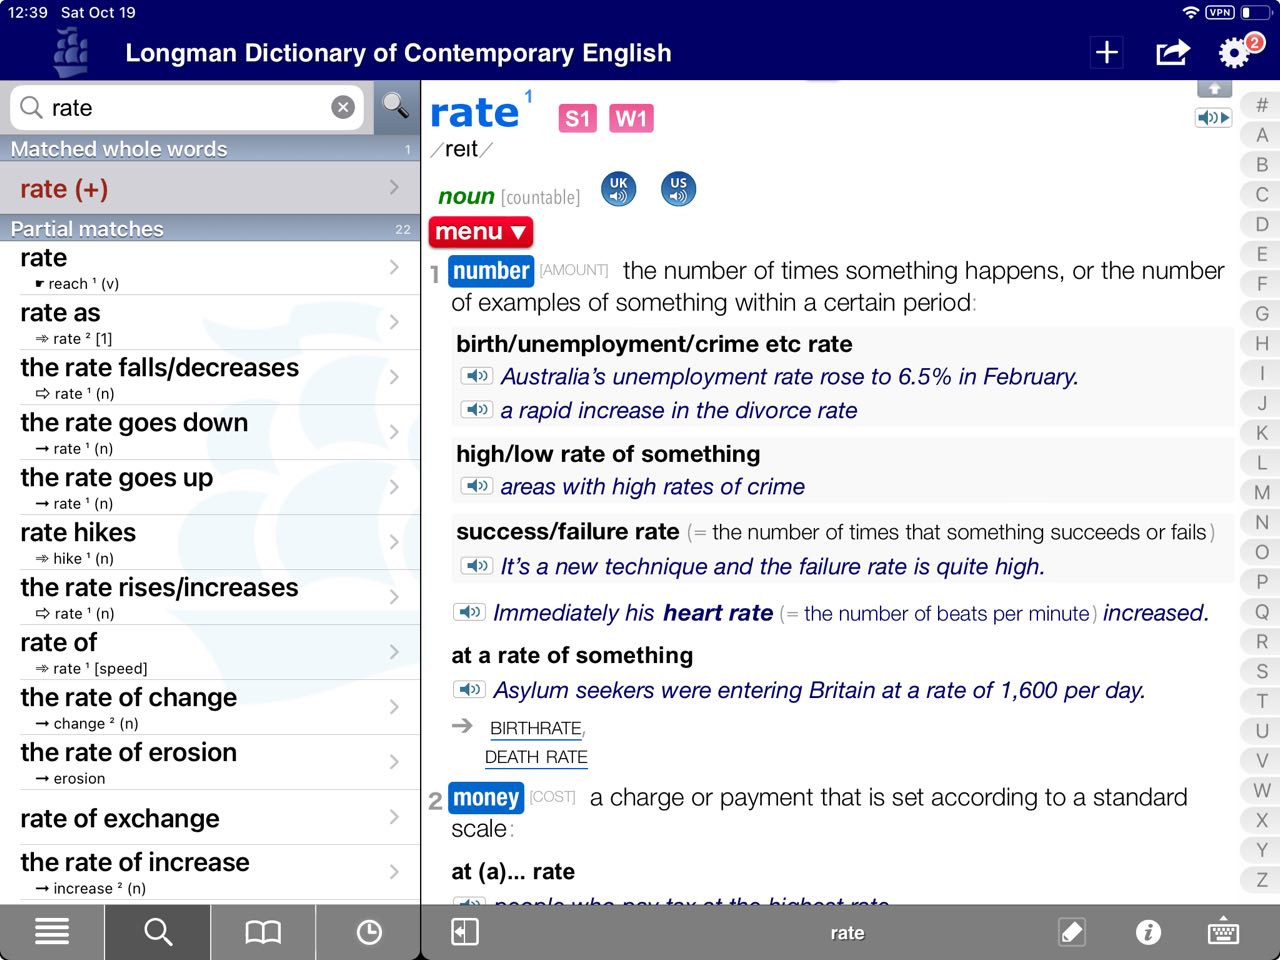 12:39 Sat Oct 19 VPN
Longman Dictionary of Contemporary English 2
rate
Matched whole words 1
rate (+)
Partial matches 22
rate
☛ reach ¹ (v)
rate as
⇒ rate ² [1]
the rate falls/decreases
⇨ rate ¹ (n)
the rate goes down
→ rate ¹ (n)
the rate goes up
→ rate ¹ (n)
rate hikes
⇒ hike ¹ (n)
the rate rises/increases
⇨ rate ¹ (n)
rate of
⇒ rate ¹ [speed]
the rate of change
→ change ² (n)
the rate of erosion
→ erosion
rate of exchange
the rate of increase
→ increase ² (n)
rate ¹ S1 W1
/reɪt/
noun [countable] UK US
menu ▼
1 number [AMOUNT] the number of times something happens, or the number
of examples of something within a certain period:
birth/unemployment/crime etc rate
Australia’s unemployment rate rose to 6.5% in February.
a rapid increase in the divorce rate
high/low rate of something
areas with high rates of crime
success/failure rate (= the number of times that something succeeds or fails)
It’s a new technique and the failure rate is quite high.
Immediately his heart rate (= the number of beats per minute) increased.
at a rate of something
Asylum seekers were entering Britain at a rate of 1,600 per day.
→ BIRTHRATE,
DEATH RATE
2 money [COST] a charge or payment that is set according to a standard
scale:
at (a)... rate
people who pay tax at the highest rate
rate
#
A
B
C
D
E
F
G
H
I
J
K
L
M
N
O
P
Q
R
S
T
U
V
W
X
Y
Z